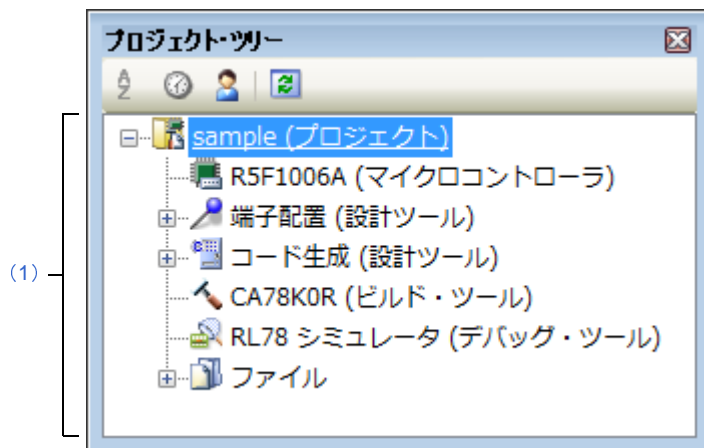 プロジェクト・ツリー
sample (プロジェクト)
R5F1006A (マイクロコントローラ)
端子配置 (設計ツール)
(1)
コード生成 (設計ツール)
CA78K0R (ビルド・ツール)
RL78 シミュレータ (デバッグ・ツール)
ファイル